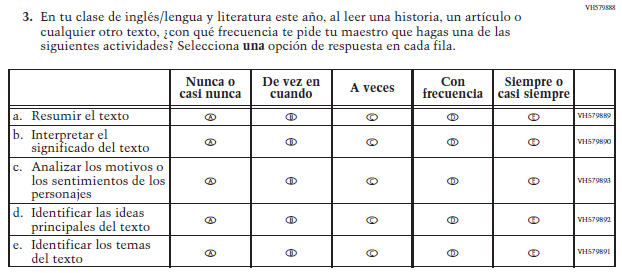 VH579888
3. En tu clase de inglés/lengua y literatura este año, al leer una historia, un artículo o
cualquier otro texto, ¿con qué frecuencia te pide tu maestro que hagas una de las
siguientes actividades? Selecciona una opción de respuesta en cada fila.
Nunca o casi nunca De vez en cuando A veces Con frecuencia Siempre o casi siempre
a. Resumir el texto A B C D E VH579889
b. Interpretar el
significado del texto A B C D E VH579890
c. Analizar los motivos o
los sentimientos de los
personajes A B C D E VH579893
d. Identificar las ideas
principales del texto A B C D E VH579892
e. Identificar los temas
del texto A B C D E VH579891